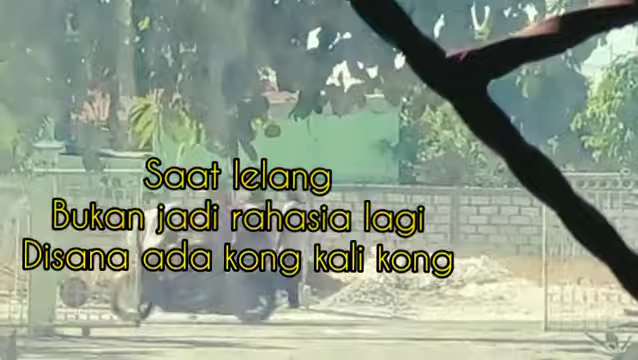 Saat lelang
Bukan jadi rahasia lagi
Disana ada kong kali kong